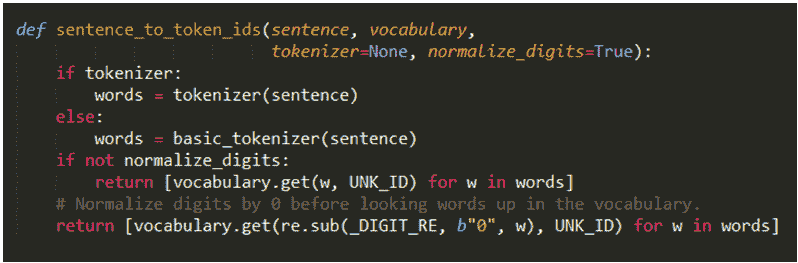 def sentence_to_token_ids(sentence, vocabulary,
                          tokenizer=None, normalize_digits=True):
    if tokenizer:
        words = tokenizer(sentence)
    else:
        words = basic_tokenizer(sentence)
    if not normalize_digits:
        return [vocabulary.get(w, UNK_ID) for w in words]
    # Normalize digits by 0 before looking words up in the vocabulary.
    return [vocabulary.get(re.sub(_DIGIT_RE, b"0", w), UNK_ID) for w in words]